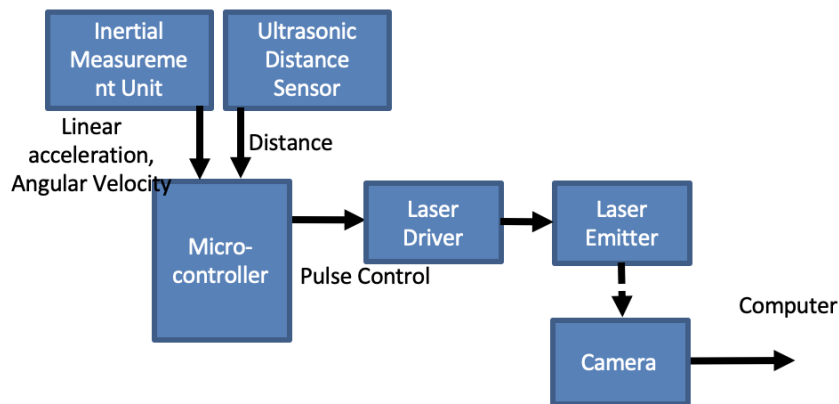 Inertial
Measureme
nt Unit
Ultrasonic
Distance
Sensor
Linear
acceleration,
Angular Velocity
Distance
Micro-
controller
Pulse Control
Laser
Driver
Laser
Emitter
Camera
Computer